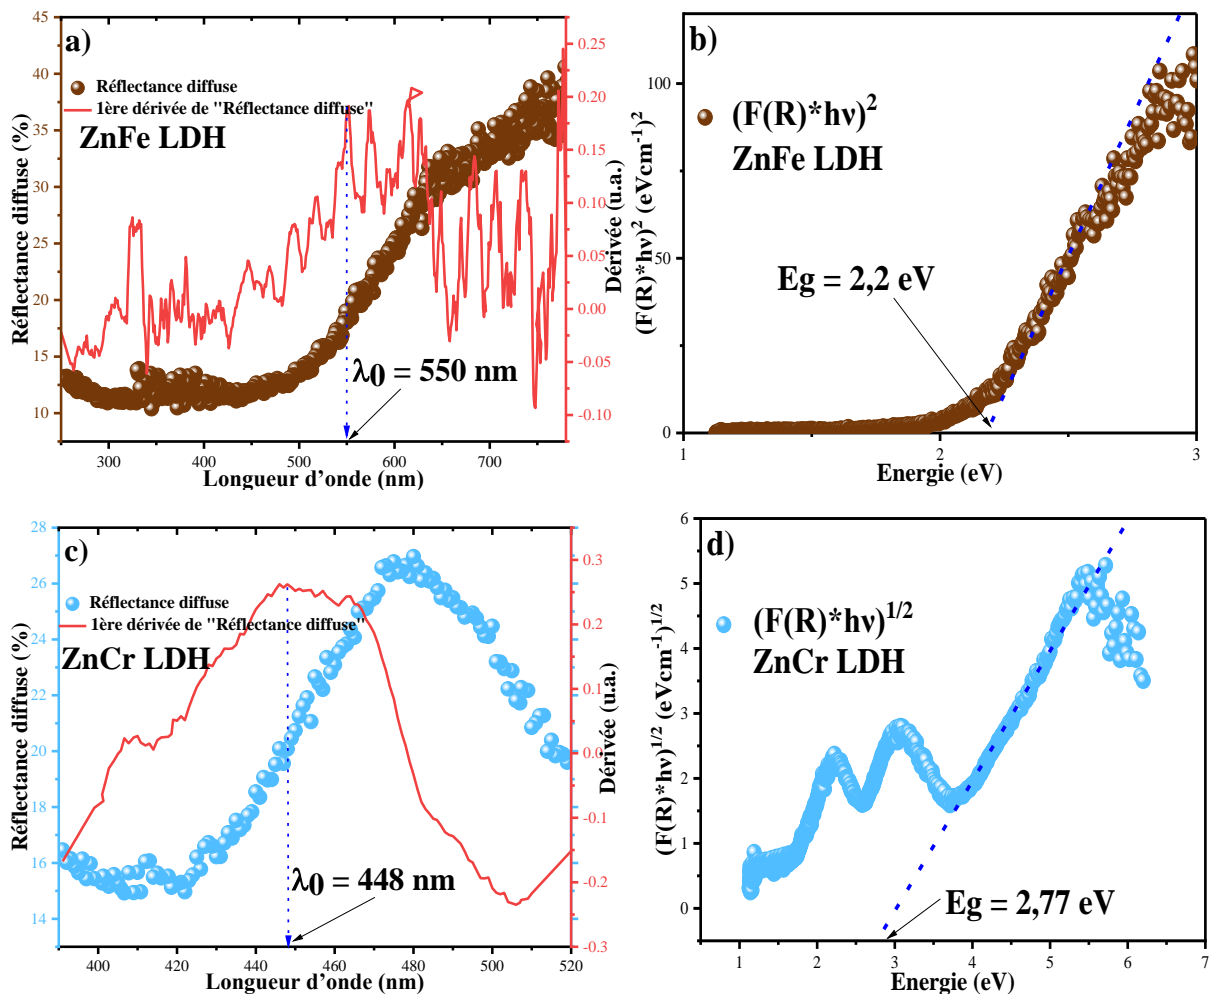 a)
Réflectance diffuse
1ère dérivée de "Réflectance diffuse"
ZnFe LDH
λ0 = 550 nm
Réflectance diffuse (%)
45
40
35
30
25
20
15
10
Dérivée (u.a.)
0.25
0.20
0.15
0.10
0.05
0.00
-0.05
-0.10
300 400 500 600 700
Longueur d’onde (nm)
b)
(F(R)*hν)²
ZnFe LDH
Eg = 2,2 eV
(F(R)*hν)² (eVcm⁻¹)²
100
50
0
1 2 3
Energie (eV)
c)
Réflectance diffuse
1ère dérivée de "Réflectance diffuse"
ZnCr LDH
λ0 = 448 nm
Réflectance diffuse (%)
28
26
24
22
20
18
16
14
Dérivée (u.a.)
0.3
0.2
0.1
0.0
-0.1
-0.2
-0.3
400 420 440 460 480 500 520
Longueur d’onde (nm)
d)
(F(R)*hν)^1/2
ZnCr LDH
Eg = 2,77 eV
(F(R)*hν)^1/2 (eVcm⁻¹)^1/2
6
5
4
3
2
1
0
1 2 3 4 5 6 7
Energie (eV)